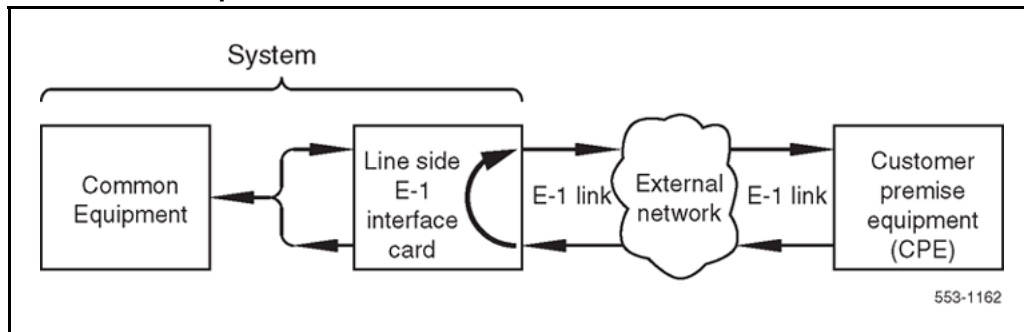 System
Common
Equipment
Line side
E-1
interface
card
E-1 link
External
network
E-1 link
Customer
premise
equipment
(CPE)
553-1162